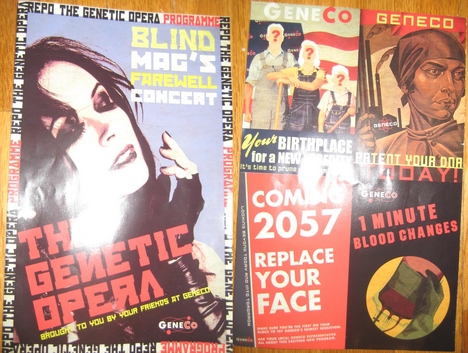 REPO THE GENETIC OPERA PROGRAMME
BLIND
MAG'S
FAREWELL
CONCERT
TH
GENETIC
OPERA
BROUGHT TO YOU BY YOUR FRIENDS AT GENECO
GENECO
GENECO
Your BIRTHPLACE
for a NEW
It's time to prune
GENECO
GENECO
PATENT YOUR DNA
TODAY!
COMING
2057
REPLACE
YOUR
FACE
GENECO
1 MINUTE
BLOOD CHANGES